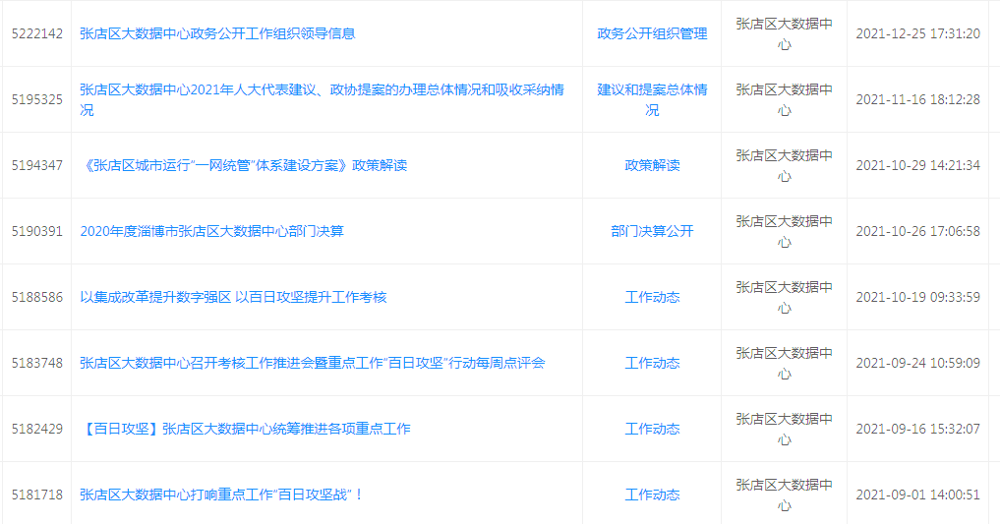 5222142 张店区大数据中心政务公开工作组织领导信息 政务公开组织管理 张店区大数据中 2021-12-25 17:31:20
心
5195325 张店区大数据中心2021年人大代表建议、政协提案的办理总体情况和吸收采纳情 建议和提案总体情 张店区大数据中 2021-11-16 18:12:28
况 况 心
5194347 《张店区城市运行“一网统管”体系建设方案》政策解读 政策解读 张店区大数据中 2021-10-29 14:21:34
心
5190391 2020年度淄博市张店区大数据中心部门决算 部门决算公开 张店区大数据中 2021-10-26 17:06:58
心
5188586 以集成改革提升数字强区 以百日攻坚提升工作考核 工作动态 张店区大数据中 2021-10-19 09:33:59
心
5183748 张店区大数据中心召开考核工作推进会暨重点工作“百日攻坚”行动每周点评会 工作动态 张店区大数据中 2021-09-24 10:59:09
心
5182429 【百日攻坚】张店区大数据中心统筹推进各项重点工作 工作动态 张店区大数据中 2021-09-16 15:32:07
心
5181718 张店区大数据中心打响重点工作“百日攻坚战”！ 工作动态 张店区大数据中 2021-09-01 14:00:51
心